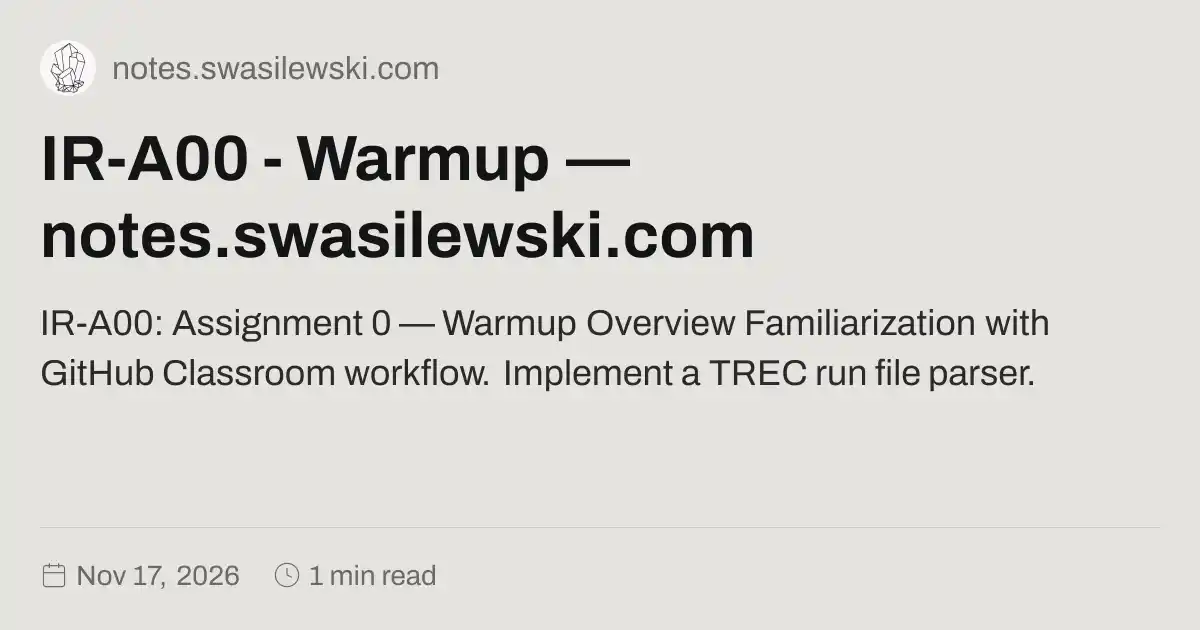 notes.swasilewski.com
IR-A00 - Warmup —
notes.swasilewski.com
IR-A00: Assignment 0 — Warmup Overview Familiarization with
GitHub Classroom workflow. Implement a TREC run file parser.
Nov 17, 2026 1 min read